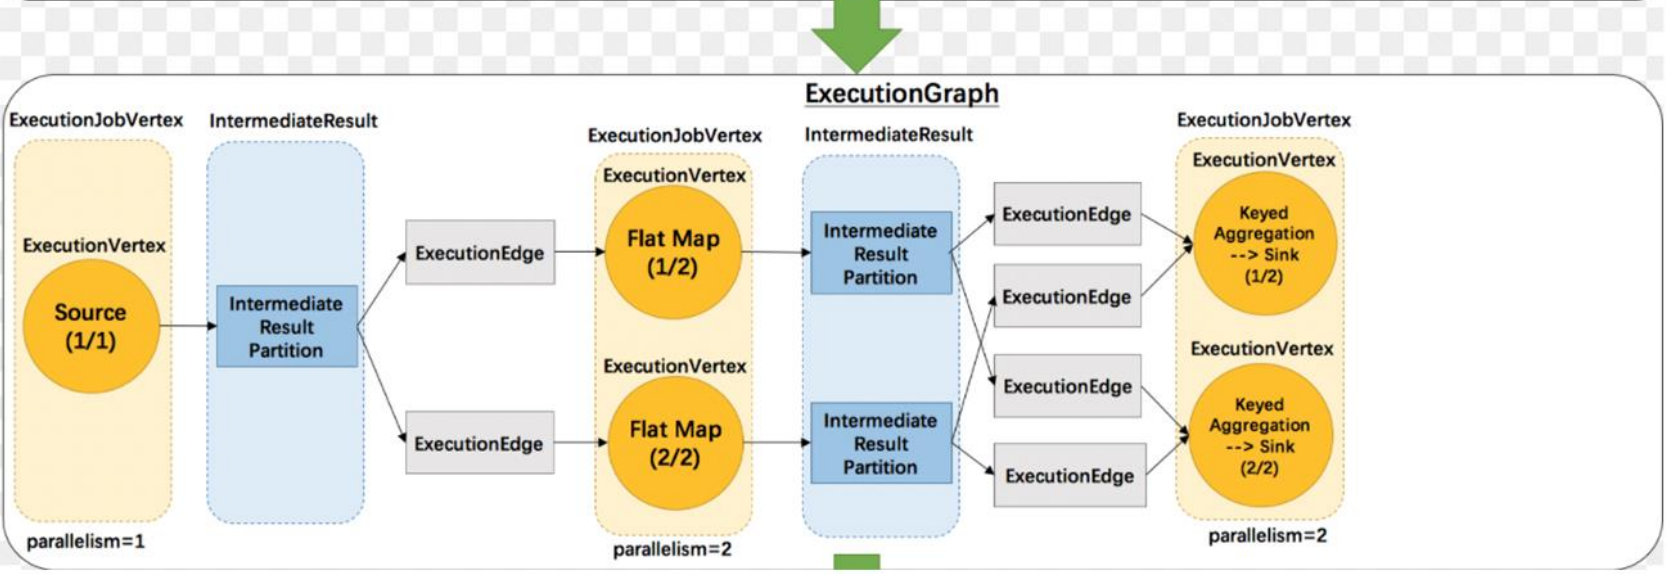 ExecutionGraph
ExecutionJobVertex
ExecutionVertex
Source
(1/1)
parallelism=1
IntermediateResult
Intermediate
Result
Partition
ExecutionEdge
ExecutionEdge
ExecutionJobVertex
ExecutionVertex
Flat Map
(1/2)
ExecutionVertex
Flat Map
(2/2)
parallelism=2
IntermediateResult
Intermediate
Result
Partition
Intermediate
Result
Partition
ExecutionEdge
ExecutionEdge
ExecutionEdge
ExecutionEdge
ExecutionJobVertex
ExecutionVertex
Keyed
Aggregation
--> Sink
(1/2)
ExecutionVertex
Keyed
Aggregation
--> Sink
(2/2)
parallelism=2